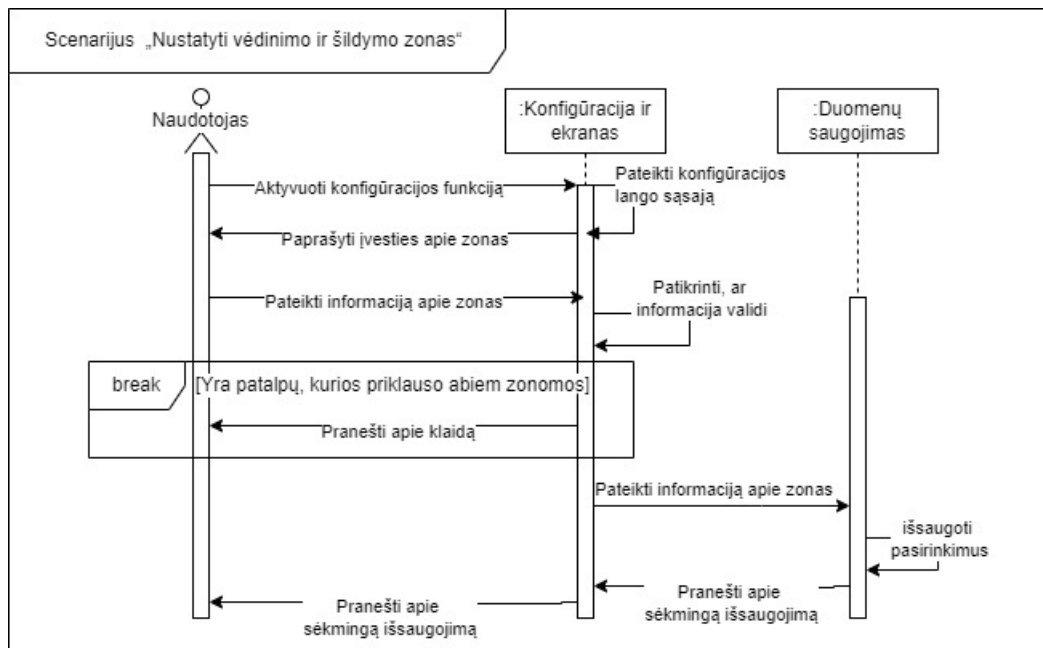 Scenarijus „Nustatyti vėdinimo ir šildymo zonas“
Naudotojas
:Konfigūracija ir
ekranas
:Duomenų
saugojimas
Aktyvuoti konfigūracijos funkciją
Pateikti konfigūracijos
lango sąsają
Paprašyti įvesties apie zonas
Pateikti informaciją apie zonas
Patikrinti, ar
informacija validi
break
[Yra patalpų, kurios priklauso abiem zonomos]
Pranešti apie klaidą
Pateikti informaciją apie zonas
išsaugoti
pasirinkimus
Pranešti apie
sėkmingą išsaugojimą
Pranešti apie
sėkmingą išsaugojimą